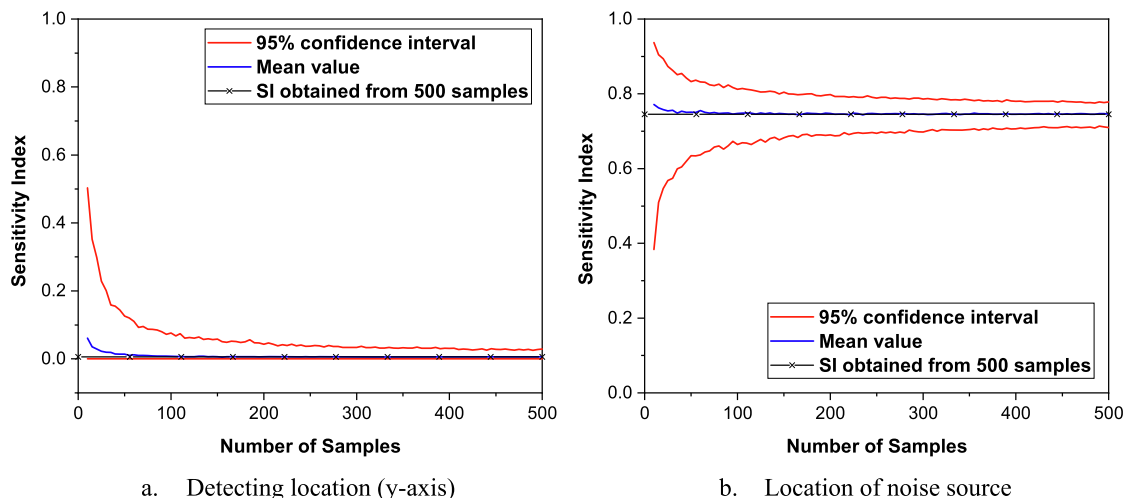 1.0
0.8
0.6
0.4
0.2
0.0
Sensitivity Index
95% confidence interval
Mean value
SI obtained from 500 samples
0 100 200 300 400 500
Number of Samples
a. Detecting location (y-axis)
1.0
0.8
0.6
0.4
0.2
0.0
Sensitivity Index
95% confidence interval
Mean value
SI obtained from 500 samples
0 100 200 300 400 500
Number of Samples
b. Location of noise source